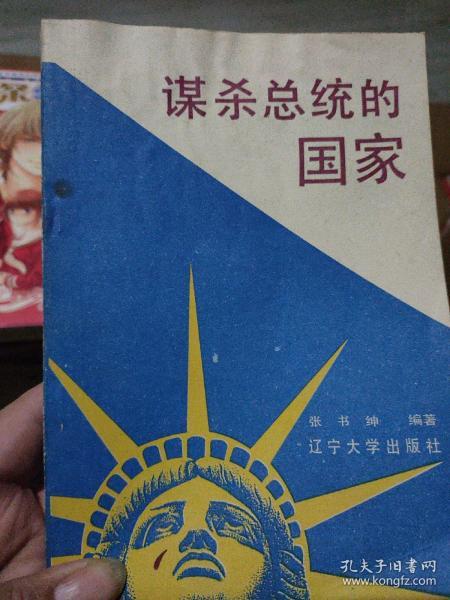 谋杀总统的
国家
张书绅 编著
辽宁大学出版社
孔夫子旧书网
www.kongfz.com